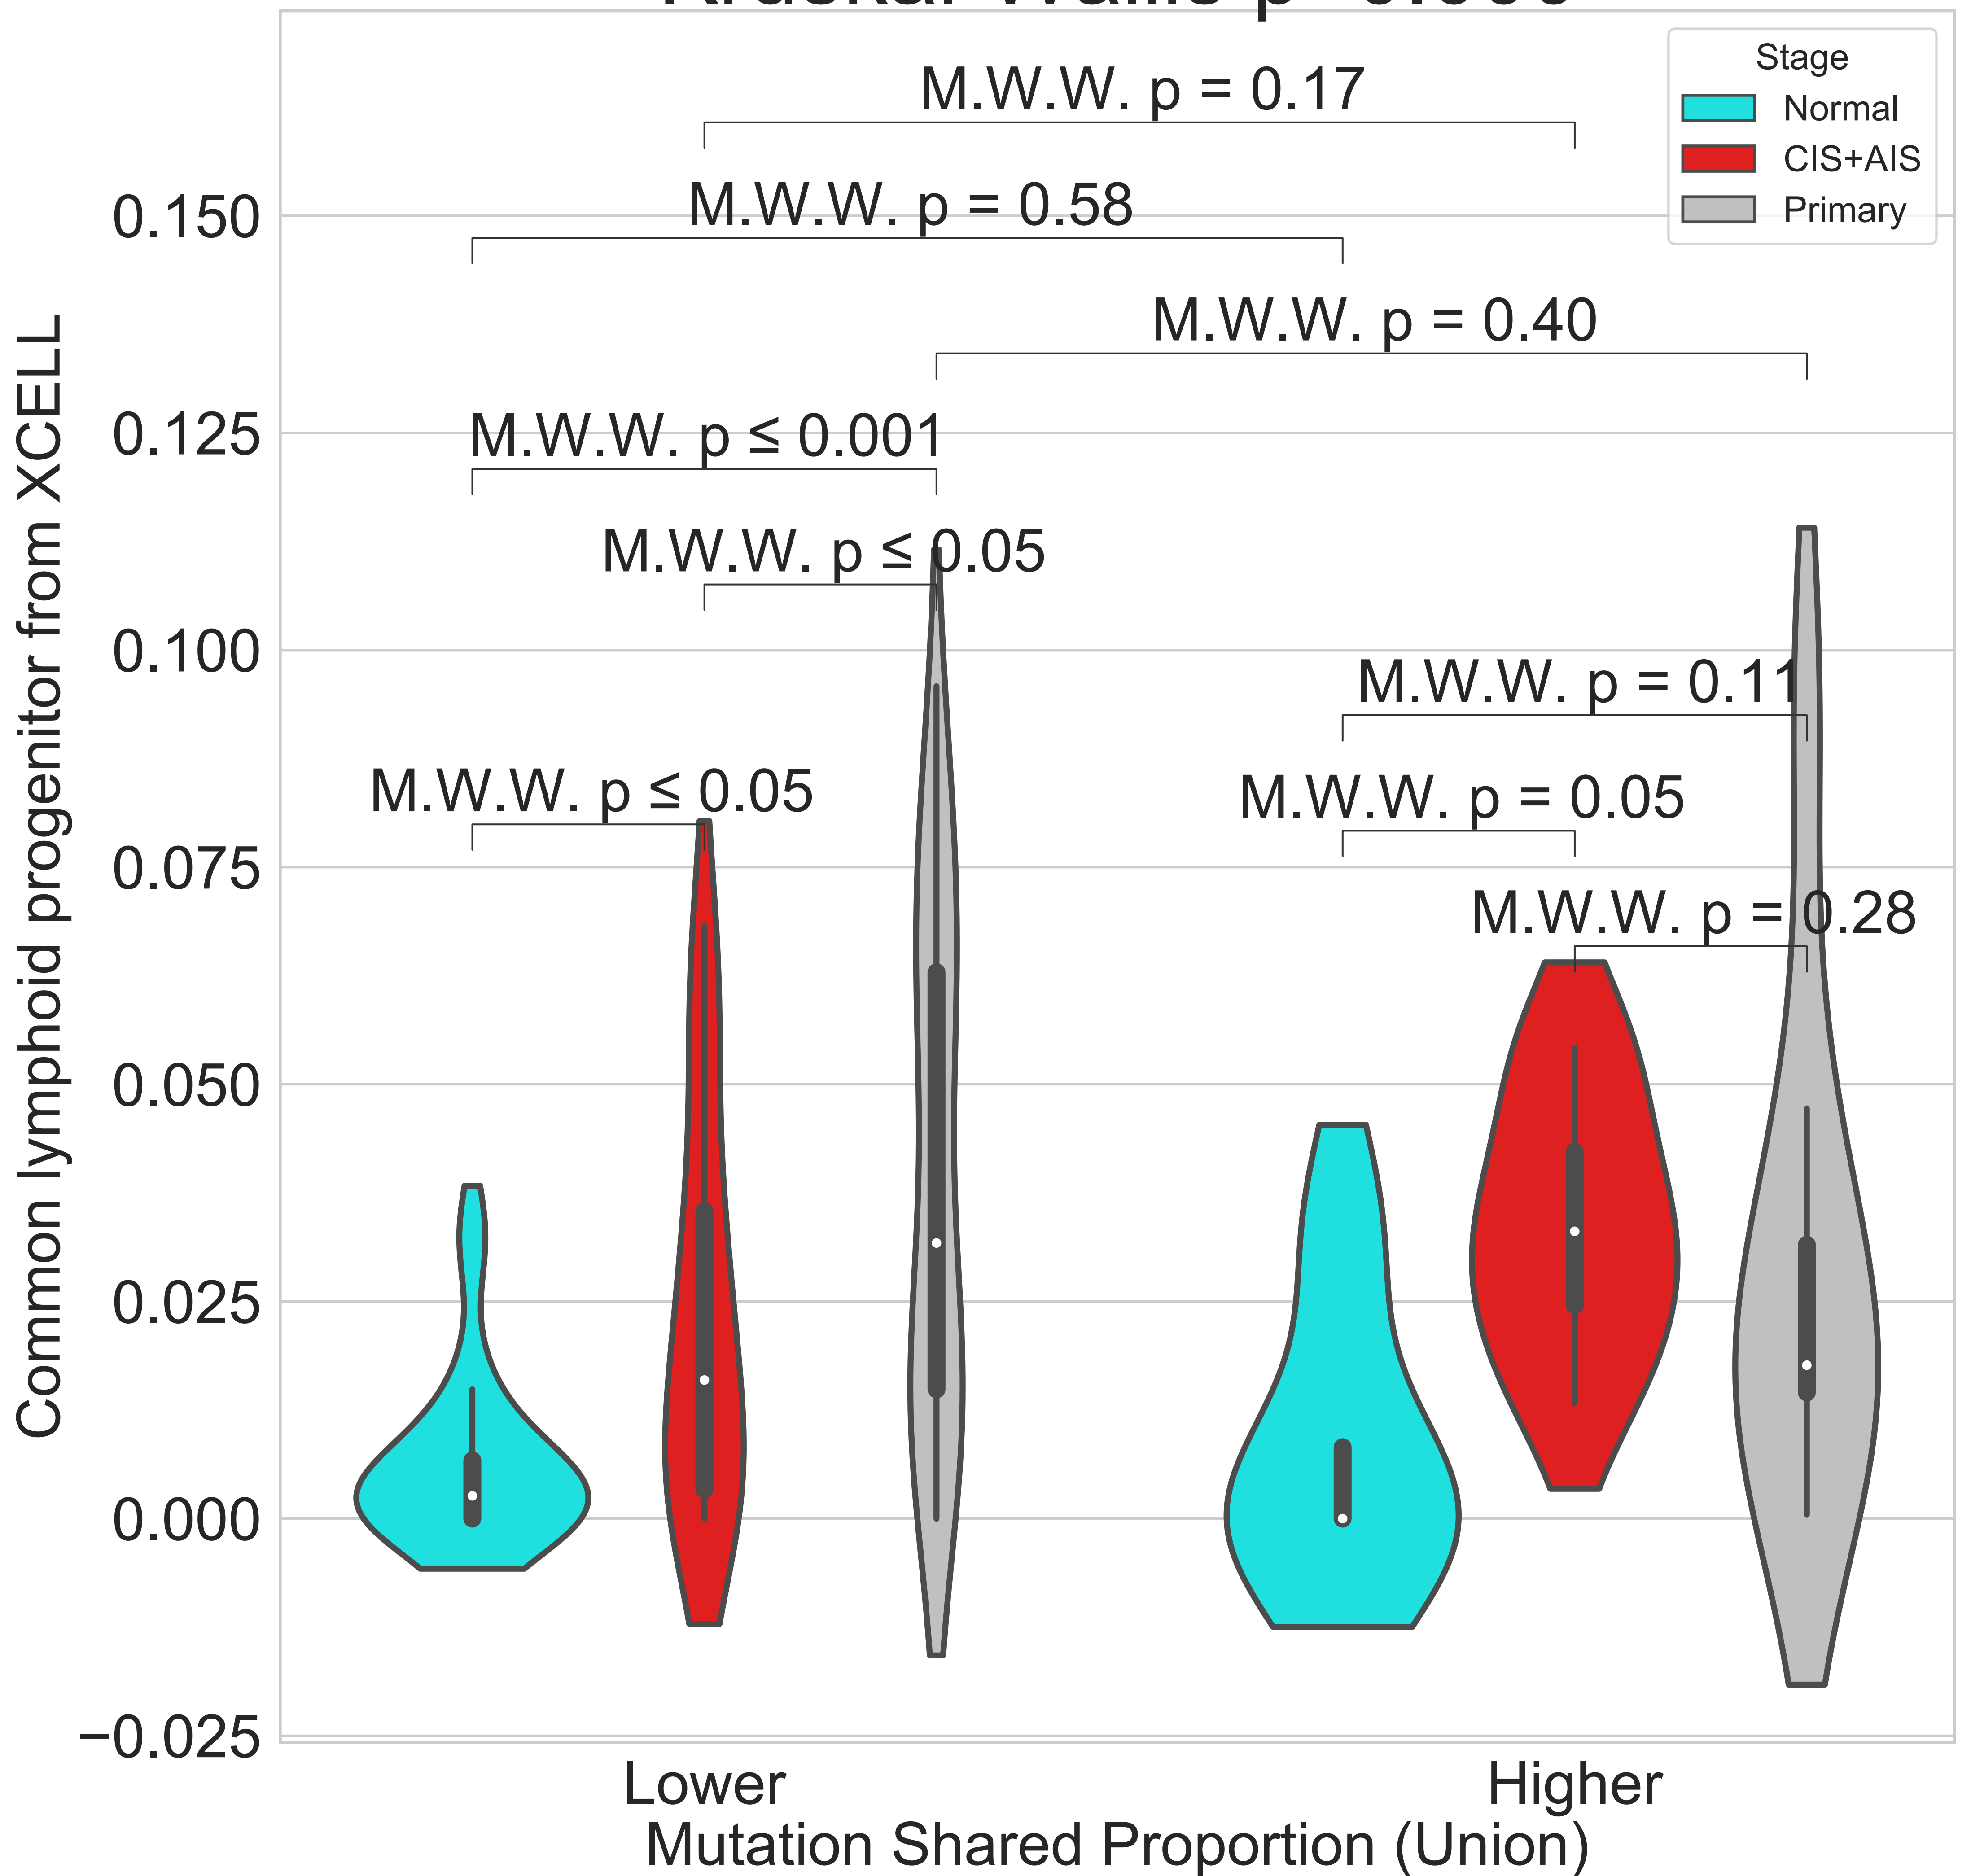 Stage
Normal
CIS+AIS
Primary
M.W.W. p = 0.17
M.W.W. p = 0.58
M.W.W. p = 0.40
M.W.W. p ≤ 0.001
M.W.W. p ≤ 0.05
M.W.W. p = 0.11
M.W.W. p ≤ 0.05
M.W.W. p = 0.05
M.W.W. p = 0.28
0.150
0.125
0.100
0.075
0.050
0.025
0.000
−0.025
Common lymphoid progenitor from XCELL
Lower
Higher
Mutation Shared Proportion (Union)